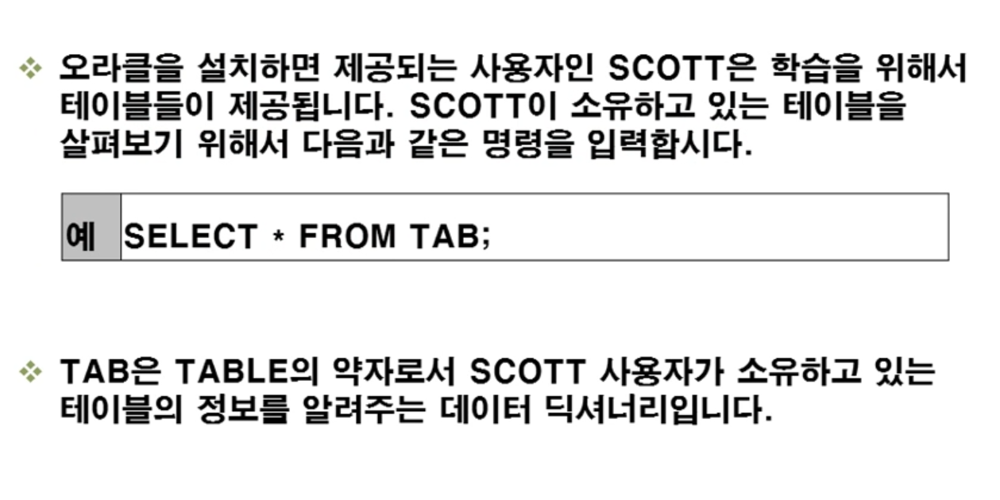 오라클을 설치하면 제공되는 사용자인 SCOTT은 학습을 위해서
테이블들이 제공됩니다. SCOTT이 소유하고 있는 테이블을
살펴보기 위해서 다음과 같은 명령을 입력합시다.
예 SELECT * FROM TAB;
TAB은 TABLE의 약자로서 SCOTT 사용자가 소유하고 있는
테이블의 정보를 알려주는 데이터 딕셔너리입니다.